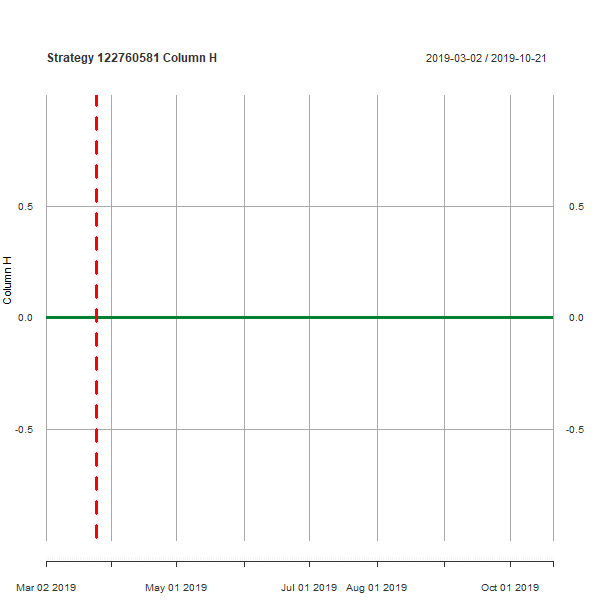 Strategy 122760581 Column H 2019-03-02 / 2019-10-21
0.5 0.5
Column H
0.0 0.0
-0.5 -0.5
Mar 02 2019 May 01 2019 Jul 01 2019 Aug 01 2019 Oct 01 2019